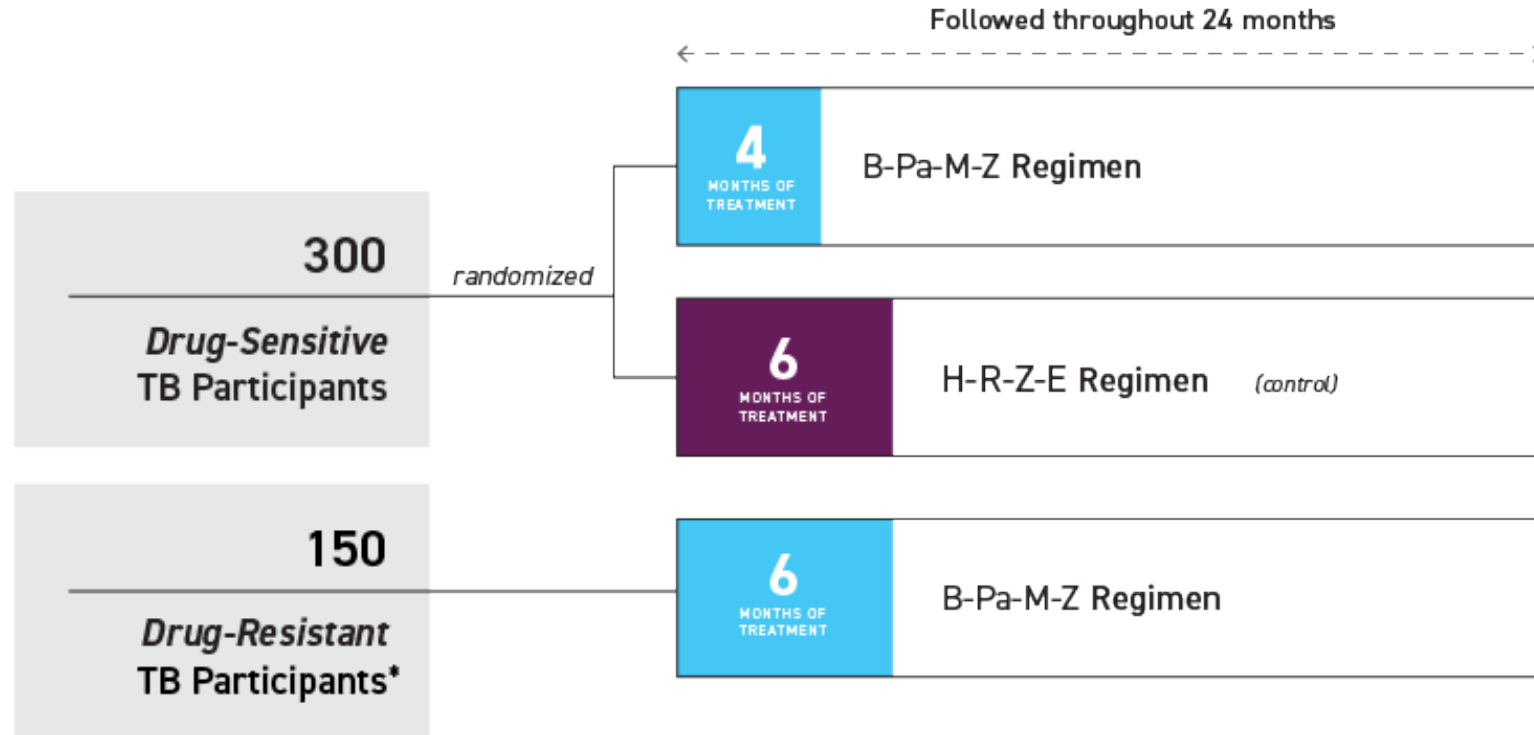 Followed throughout 24 months
4
MONTHS OF
TREATMENT
B-Pa-M-Z Regimen
300
randomized
Drug-Sensitive
TB Participants
6
MONTHS OF
TREATMENT
H-R-Z-E Regimen (control)
150
Drug-Resistant
TB Participants*
6
MONTHS OF
TREATMENT
B-Pa-M-Z Regimen